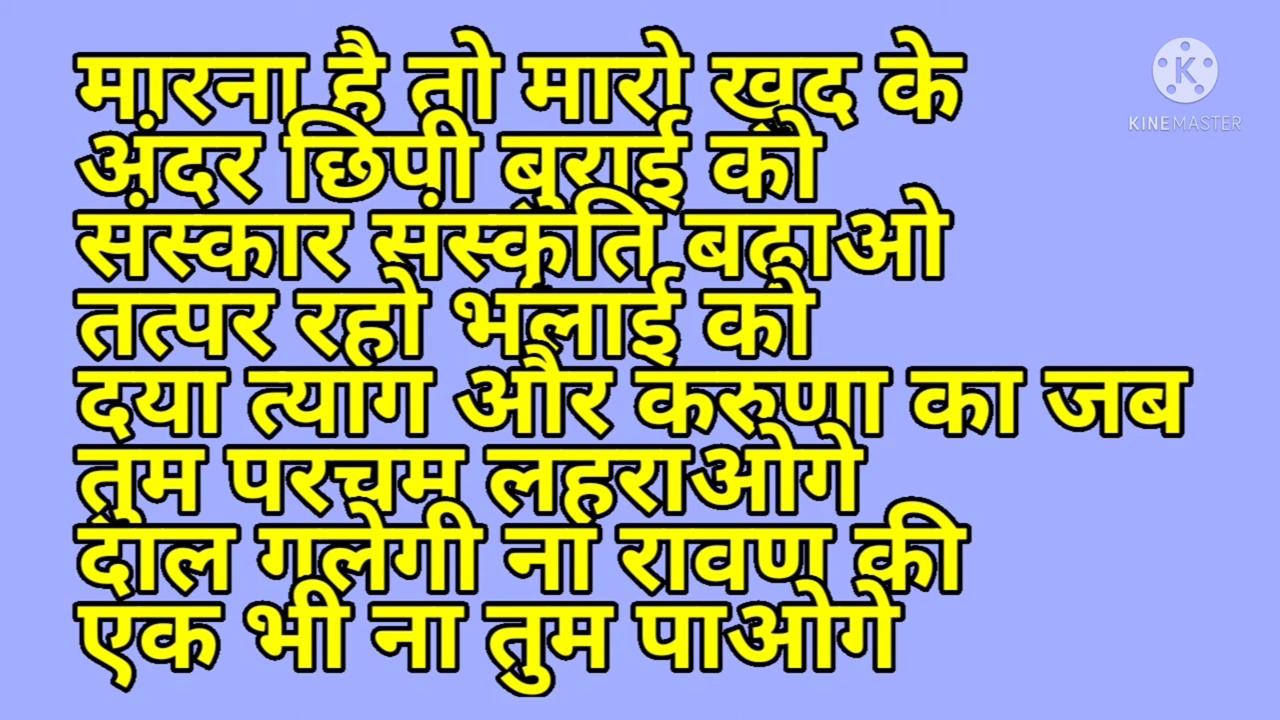 मारना है तो मारो खुद के
अंदर छिपी बुराई को
संस्कार संस्कृति बढाओ
तत्पर रहो भलाई को
दया त्याग और करुणा का जब
तुम परचम लहराओगे
दाल गलेगी ना रावण की
एक भी ना तुम पाओगे
K
KINEMASTER